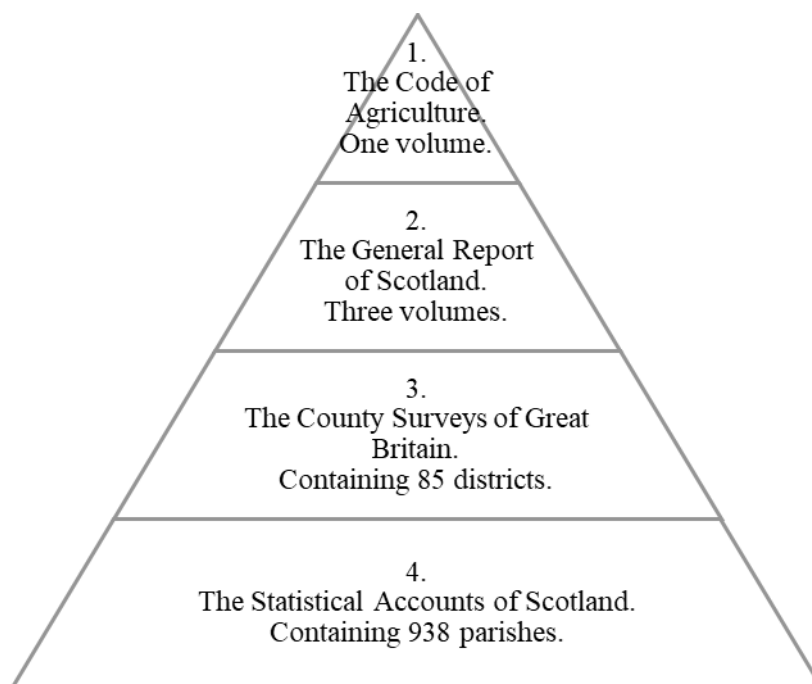 1.
The Code of
Agriculture.
One volume.
2.
The General Report
of Scotland.
Three volumes.
3.
The County Surveys of Great
Britain.
Containing 85 districts.
4.
The Statistical Accounts of Scotland.
Containing 938 parishes.